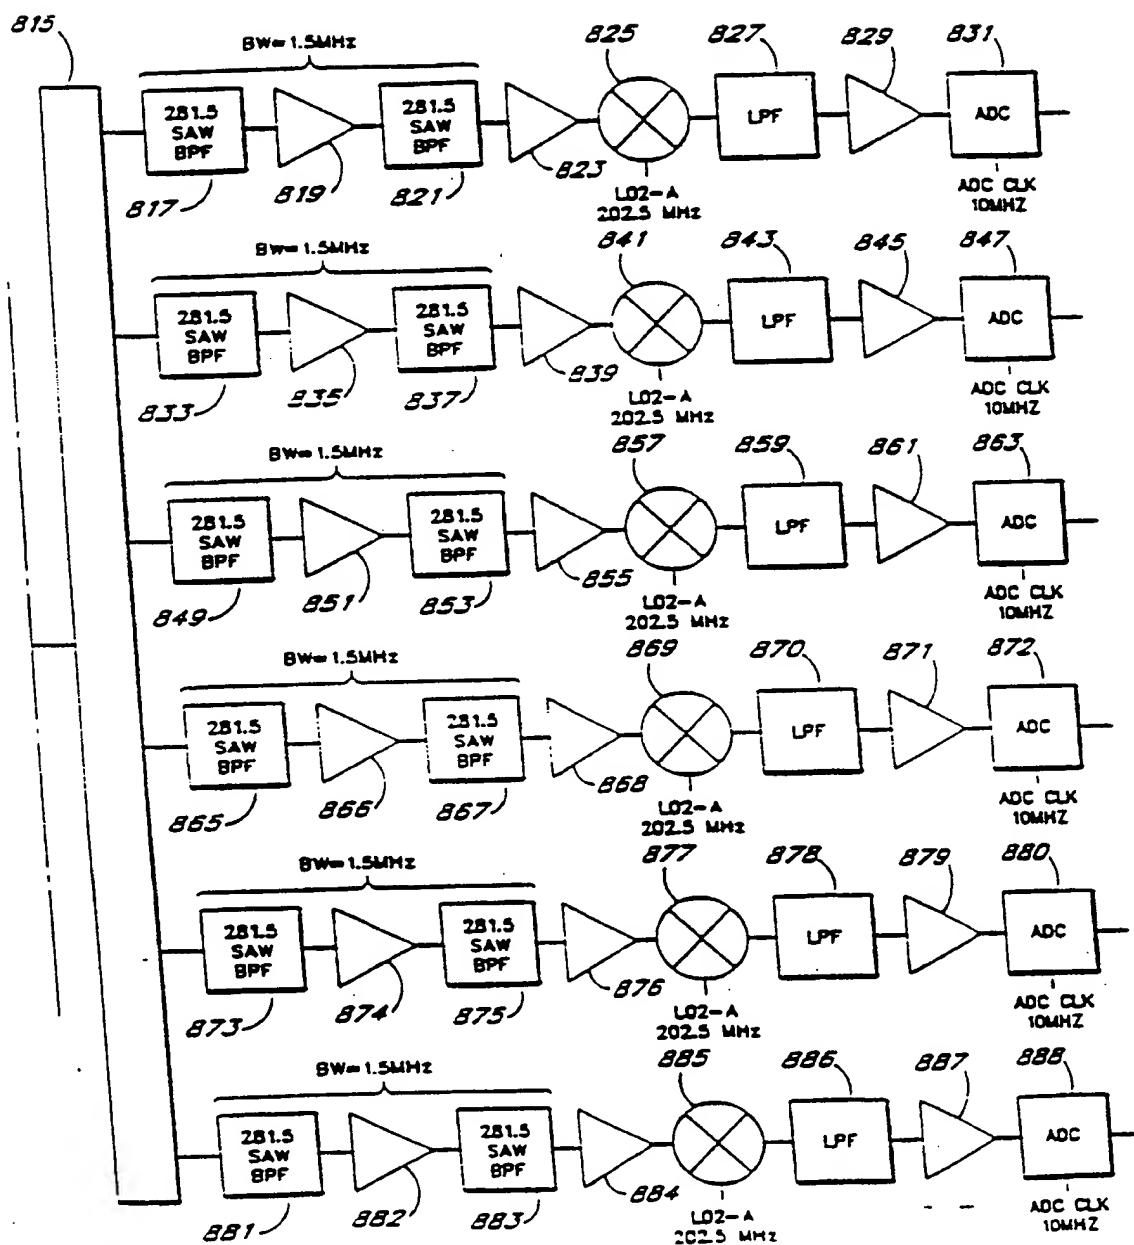 815
BW= 1.5MHz
825
827
829
831
281.5
SAW
BPF
281.5
SAW
BPF
LPF
ADC
817
819
821
823
LO2-A
202.5 MHz
ADC CLK
10MHZ
BW= 1.5MHz
841
843
845
847
281.5
SAW
BPF
281.5
SAW
BPF
LPF
ADC
833
835
837
839
LO2-A
202.5 MHz
ADC CLK
10MHZ
BW= 1.5MHz
857
859
861
863
281.5
SAW
BPF
281.5
SAW
BPF
LPF
ADC
849
851
853
855
LO2-A
202.5 MHz
ADC CLK
10MHZ
BW= 1.5MHz
869
870
871
872
281.5
SAW
BPF
281.5
SAW
BPF
LPF
ADC
865
866
867
868
LO2-A
202.5 MHz
ADC CLK
10MHZ
BW= 1.5MHz
877
878
879
880
281.5
SAW
BPF
281.5
SAW
BPF
LPF
ADC
873
874
875
876
LO2-A
202.5 MHz
ADC CLK
10MHZ
BW= 1.5MHz
885
886
887
888
281.5
SAW
BPF
281.5
SAW
BPF
LPF
ADC
881
882
883
884
LO2-A
202.5 MHz
ADC CLK
10MHZ